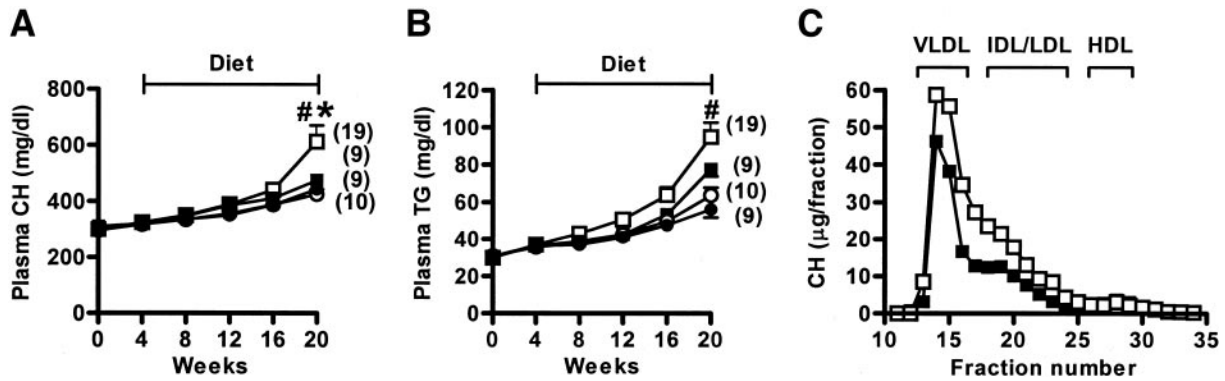 A
Diet
800
600
400
200
0
Plasma CH (mg/dl)
#*
(19)
(9)
(9)
(10)
0 4 8 12 16 20
Weeks
B
Diet
120
100
80
60
40
20
0
Plasma TG (mg/dl)
#
(19)
(9)
(10)
(9)
0 4 8 12 16 20
Weeks
C
VLDL IDL/LDL HDL
60
50
40
30
20
10
0
CH (μg/fraction)
10 15 20 25 30 35
Fraction number